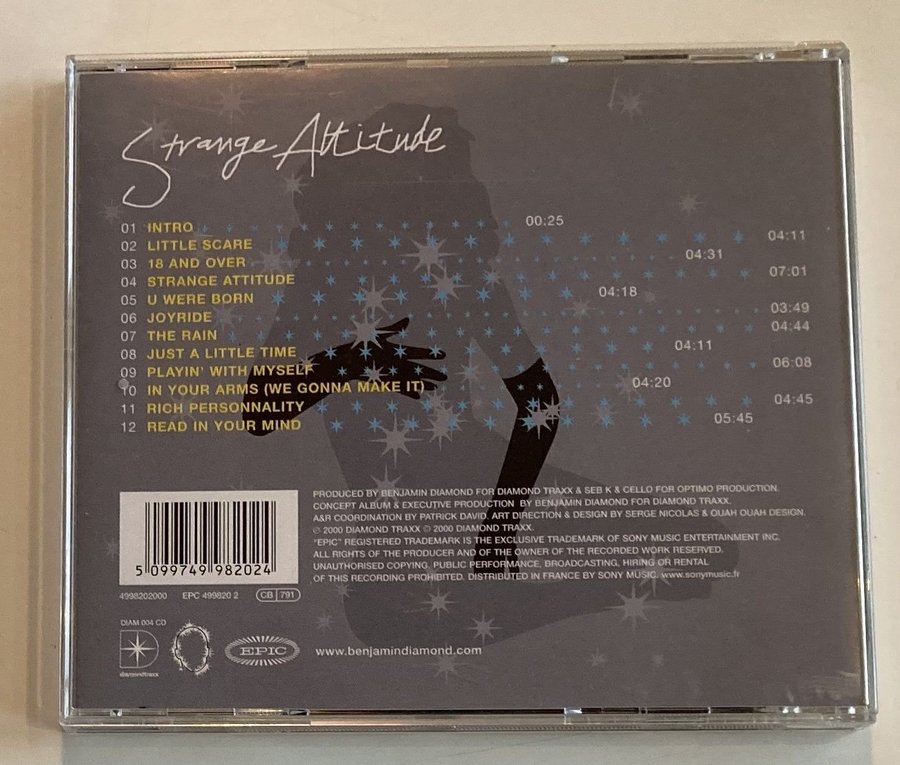 Strange Attitude
01 INTRO 00:25
02 LITTLE SCARE 04:11
03 18 AND OVER 04:31
04 STRANGE ATTITUDE 07:01
05 U WERE BORN 04:18
06 JOYRIDE 03:49
07 THE RAIN 04:44
08 JUST A LITTLE TIME 04:11
09 PLAYIN' WITH MYSELF 06:08
10 IN YOUR ARMS (WE GONNA MAKE IT) 04:20
11 RICH PERSONNALITY 04:45
12 READ IN YOUR MIND 05:45
PRODUCED BY BENJAMIN DIAMOND FOR DIAMOND TRAXX & SEB K & CELLO FOR OPTIMO PRODUCTION.
CONCEPT ALBUM & EXECUTIVE PRODUCTION BY BENJAMIN DIAMOND FOR DIAMOND TRAXX.
A&R COORDINATION BY PATRICK DAVID. ART DIRECTION & DESIGN BY SERGE NICOLAS & OUAH OUAH DESIGN.
℗ 2000 DIAMOND TRAXX © 2000 DIAMOND TRAXX.
"EPIC" REGISTERED TRADEMARK IS THE EXCLUSIVE TRADEMARK OF SONY MUSIC ENTERTAINMENT INC.
ALL RIGHTS OF THE PRODUCER AND OF THE OWNER OF THE RECORDED WORK RESERVED.
UNAUTHORISED COPYING, PUBLIC PERFORMANCE, BROADCASTING, HIRING OR RENTAL
OF THIS RECORDING PROHIBITED. DISTRIBUTED IN FRANCE BY SONY MUSIC. www.sonymusic.fr
5 099749 982024
4998202000 EPC 499820 2 CB 791
DIAM 004 CD
diamondtraxx
EPIC
www.benjamindiamond.com